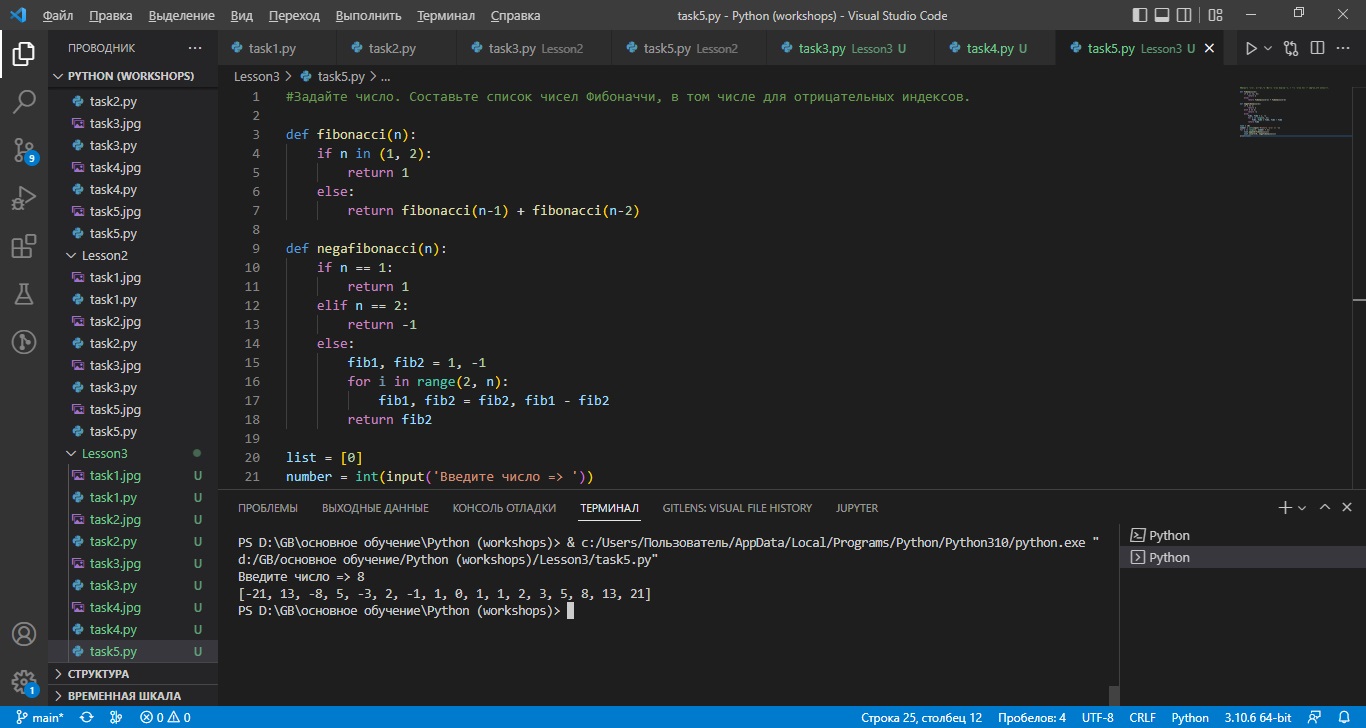 Файл Правка Выделение Вид Переход Выполнить Терминал Справка task5.py - Python (workshops) - Visual Studio Code
ПРОВОДНИК ...
task1.py task2.py task3.py Lesson2 task5.py Lesson2 task3.py Lesson3 U task4.py U task5.py Lesson3 U
PYTHON (WORKSHOPS)
task2.py
task3.jpg
task3.py
task4.jpg
task4.py
task5.jpg
task5.py
Lesson2
task1.jpg
task1.py
task2.jpg
task2.py
task3.jpg
task3.py
task5.jpg
task5.py
Lesson3
task1.jpg U
task1.py U
task2.jpg U
task2.py U
task3.jpg U
task3.py U
task4.jpg U
task4.py U
task5.py U
СТРУКТУРА
ВРЕМЕННАЯ ШКАЛА
9
1
Lesson3 > task5.py > ...
1 #Задайте число. Составьте список чисел Фибоначчи, в том числе для отрицательных индексов.
2
3 def fibonacci(n):
4 if n in (1, 2):
5 return 1
6 else:
7 return fibonacci(n-1) + fibonacci(n-2)
8
9 def negafibonacci(n):
10 if n == 1:
11 return 1
12 elif n == 2:
13 return -1
14 else:
15 fib1, fib2 = 1, -1
16 for i in range(2, n):
17 fib1, fib2 = fib2, fib1 - fib2
18 return fib2
19
20 list = [0]
21 number = int(input('Введите число => '))
ПРОБЛЕМЫ ВЫХОДНЫЕ ДАННЫЕ КОНСОЛЬ ОТЛАДКИ ТЕРМИНАЛ GITLENS: VISUAL FILE HISTORY JUPYTER
PS D:\GB\основное обучение\Python (workshops)> & c:/Users/Пользователь/AppData/Local/Programs/Python/Python310/python.exe "
d:/GB/основное обучение/Python (workshops)/Lesson3/task5.py"
Введите число => 8
[-21, 13, -8, 5, -3, 2, -1, 1, 0, 1, 1, 2, 3, 5, 8, 13, 21]
PS D:\GB\основное обучение\Python (workshops)>
Python
Python
main* 0 0 Строка 25, столбец 12 Пробелов: 4 UTF-8 CRLF Python 3.10.6 64-bit